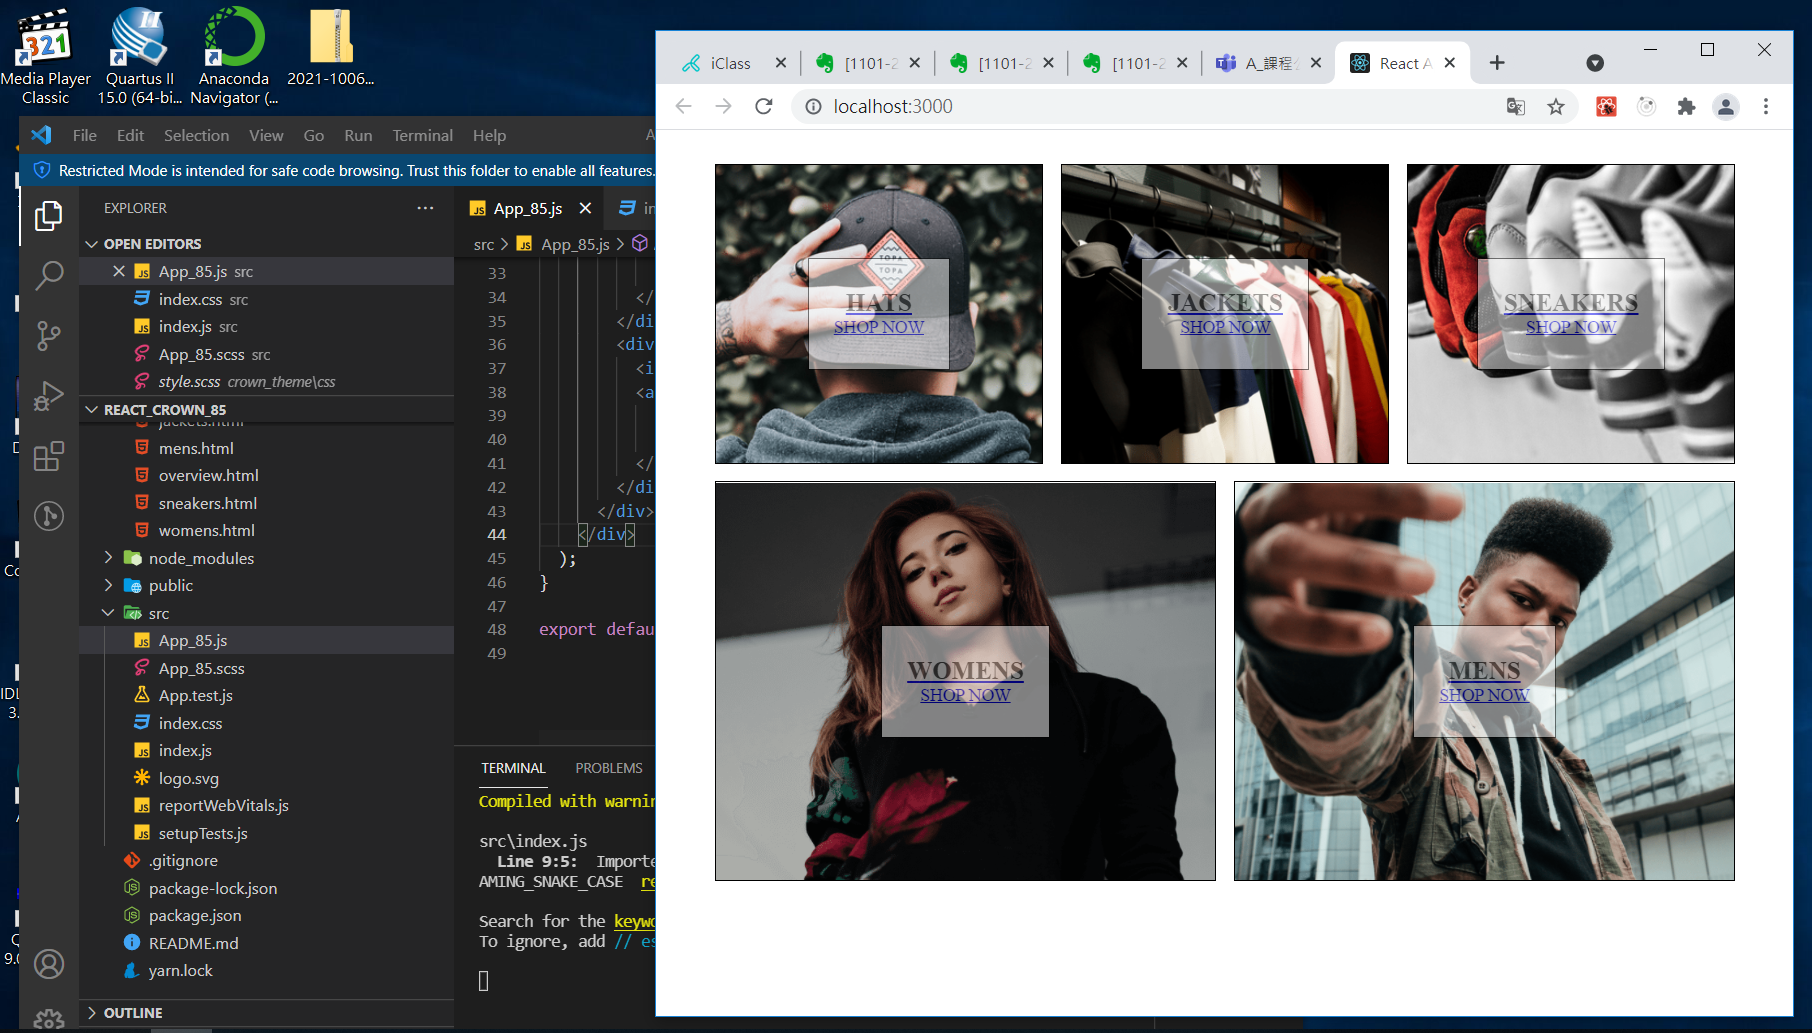 Media Player
Classic
Quartus II
15.0 (64-bi...
Anaconda
Navigator (...
2021-1006...
File Edit Selection View Go Run Terminal Help
Restricted Mode is intended for safe code browsing. Trust this folder to enable all features.
EXPLORER
OPEN EDITORS
App_85.js src
index.css src
index.js src
App_85.scss src
style.scss crown_theme\css
REACT_CROWN_85
jackets.html
mens.html
overview.html
sneakers.html
womens.html
node_modules
public
src
App_85.js
App_85.scss
App.test.js
index.css
index.js
logo.svg
reportWebVitals.js
setupTests.js
.gitignore
package-lock.json
package.json
README.md
yarn.lock
OUTLINE
App_85.js
in
src > App_85.js >
33
34 </
35 </di
36 <div
37 <i
38 <a
39
40
41 </
42 </di
43 </div>
44 </div>
45 );
46 }
47
48 export defau
49
TERMINAL PROBLEMS
Compiled with warnin
src\index.js
Line 9:5: Importe
AMING_SNAKE_CASE re
Search for the keywo
To ignore, add // es
iClass
[1101-2
[1101-2
[1101-2
A_課程
React A
localhost:3000
TOPA
TOPA
HATS
SHOP NOW
JACKETS
SHOP NOW
SNEAKERS
SHOP NOW
WOMENS
SHOP NOW
MENS
SHOP NOW